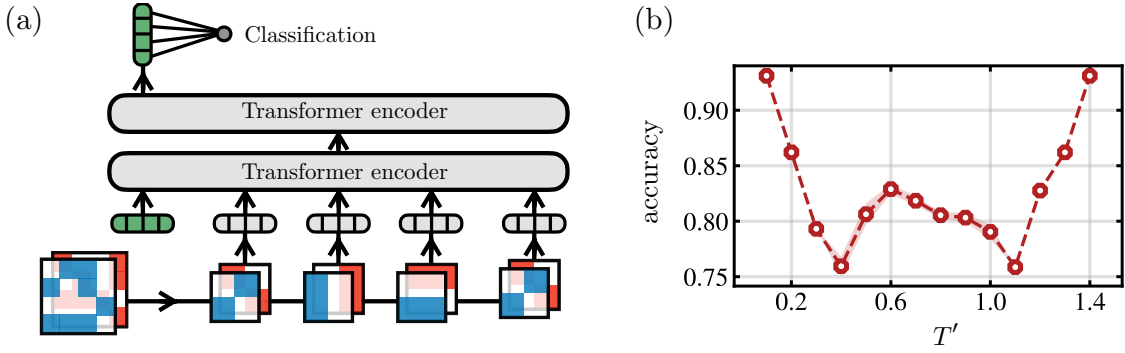 (a)
Classification
Transformer encoder
Transformer encoder
(b)
accuracy
0.90
0.85
0.80
0.75
0.2 0.6 1.0 1.4
T′